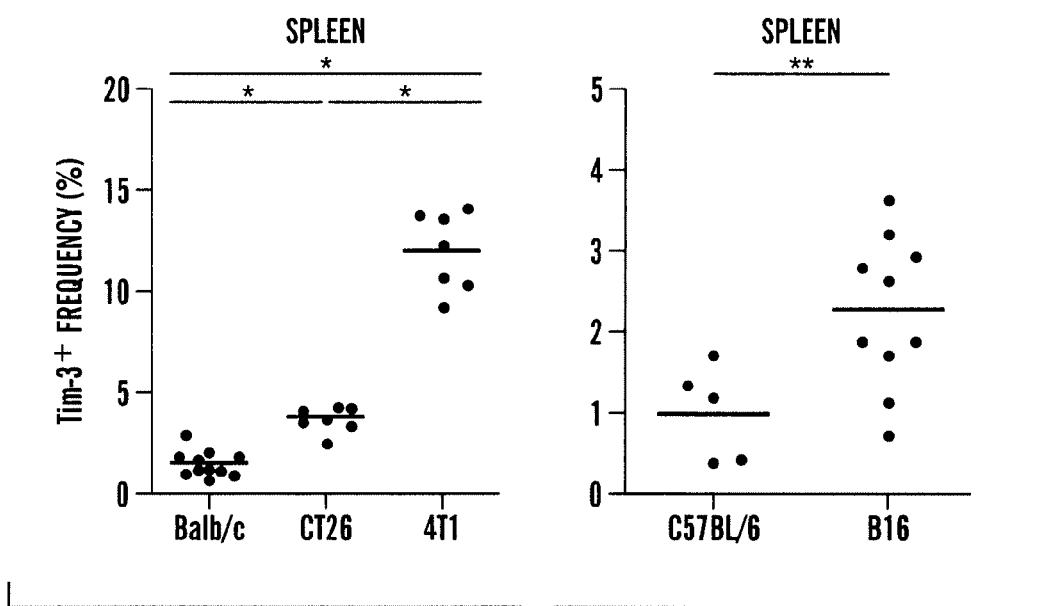 SPLEEN
*
* *
20
15
10
5
0
Tim-3+ FREQUENCY (%)
Balb/c CT26 4T1
SPLEEN
**
5
4
3
2
1
0
C57BL/6 B16